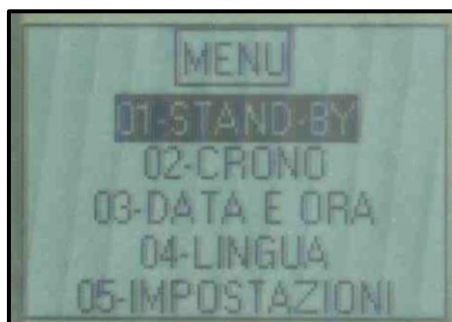 MENU
01-STAND-BY
02-CRONO
03-DATA E ORA
04-LINGUA
05-IMPOSTAZIONI